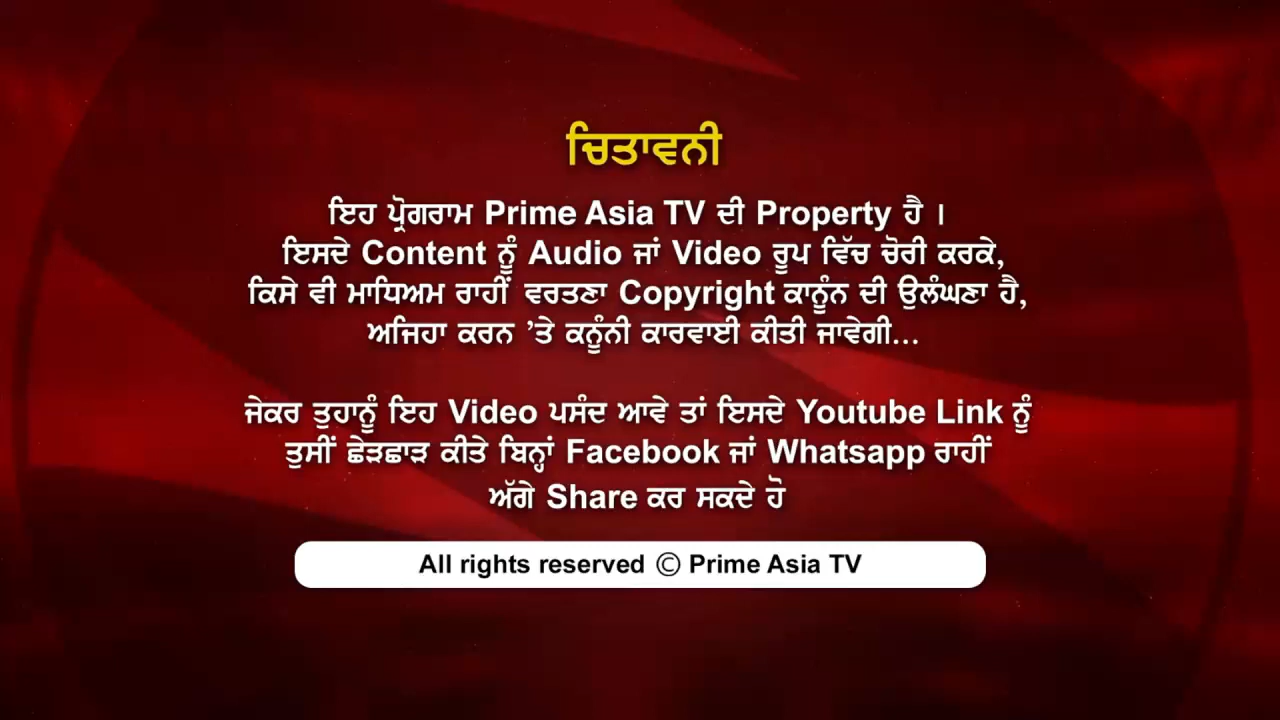 ਚਿਤਾਵਨੀ
ਇਹ ਪ੍ਰੋਗਰਾਮ Prime Asia TV ਦੀ Property ਹੈ ।
ਇਸਦੇ Content ਨੂੰ Audio ਜਾਂ Video ਰੂਪ ਵਿੱਚ ਚੋਰੀ ਕਰਕੇ,
ਕਿਸੇ ਵੀ ਮਾਧਿਅਮ ਰਾਹੀਂ ਵਰਤਣਾ Copyright ਕਾਨੂੰਨ ਦੀ ਉਲੰਘਣਾ ਹੈ,
ਅਜਿਹਾ ਕਰਨ ’ਤੇ ਕਨੂੰਨੀ ਕਾਰਵਾਈ ਕੀਤੀ ਜਾਵੇਗੀ...
ਜੇਕਰ ਤੁਹਾਨੂੰ ਇਹ Video ਪਸੰਦ ਆਵੇ ਤਾਂ ਇਸਦੇ Youtube Link ਨੂੰ
ਤੁਸੀਂ ਛੇੜਛਾੜ ਕੀਤੇ ਬਿਨ੍ਹਾਂ Facebook ਜਾਂ Whatsapp ਰਾਹੀਂ
ਅੱਗੇ Share ਕਰ ਸਕਦੇ ਹੋ
All rights reserved © Prime Asia TV